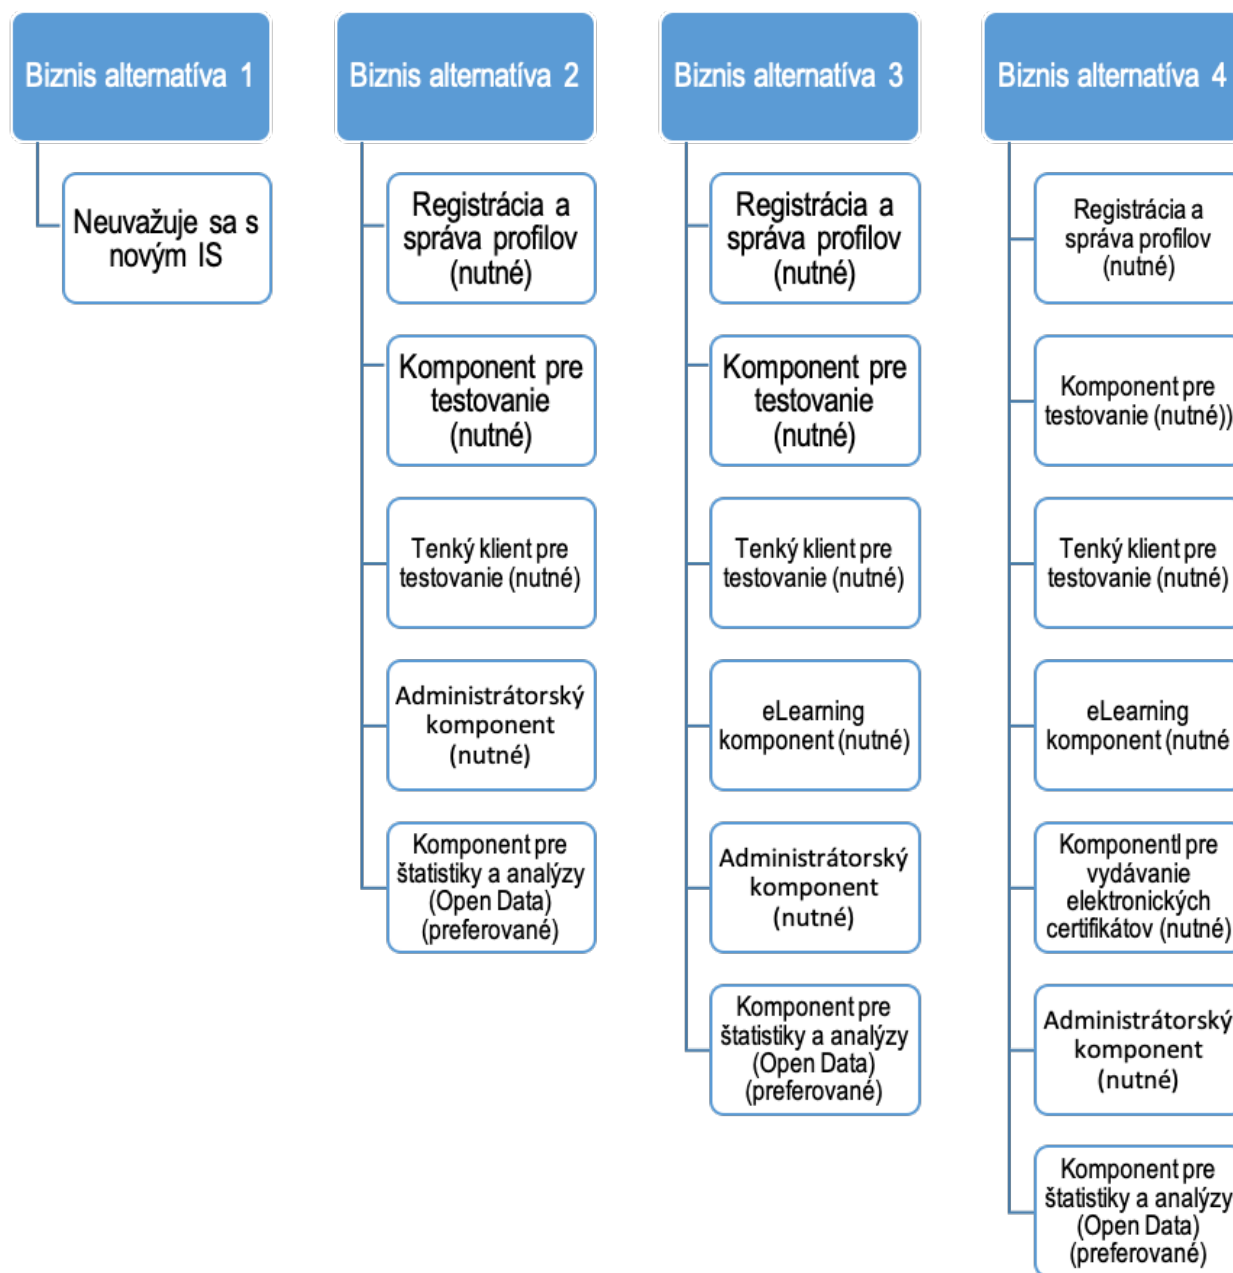 Biznis alternatíva 1
Neuvažuje sa s
novým IS
Biznis alternatíva 2
Registrácia a
správa profilov
(nutné)
Komponent pre
testovanie
(nutné)
Tenký klient pre
testovanie (nutné)
Administrátorský
komponent
(nutné)
Komponent pre
štatistiky a analýzy
(Open Data)
(preferované)
Biznis alternatíva 3
Registrácia a
správa profilov
(nutné)
Komponent pre
testovanie
(nutné)
Tenký klient pre
testovanie (nutné)
eLearning
komponent (nutné)
Administrátorský
komponent
(nutné)
Komponent pre
štatistiky a analýzy
(Open Data)
(preferované)
Biznis alternatíva 4
Registrácia a
správa profilov
(nutné)
Komponent pre
testovanie (nutné))
Tenký klient pre
testovanie (nutné)
eLearning
komponent (nutné
Komponentl pre
vydávanie
elektronických
certifikátov (nutné)
Administrátorský
komponent
(nutné)
Komponent pre
štatistiky a analýzy
(Open Data)
(preferované)